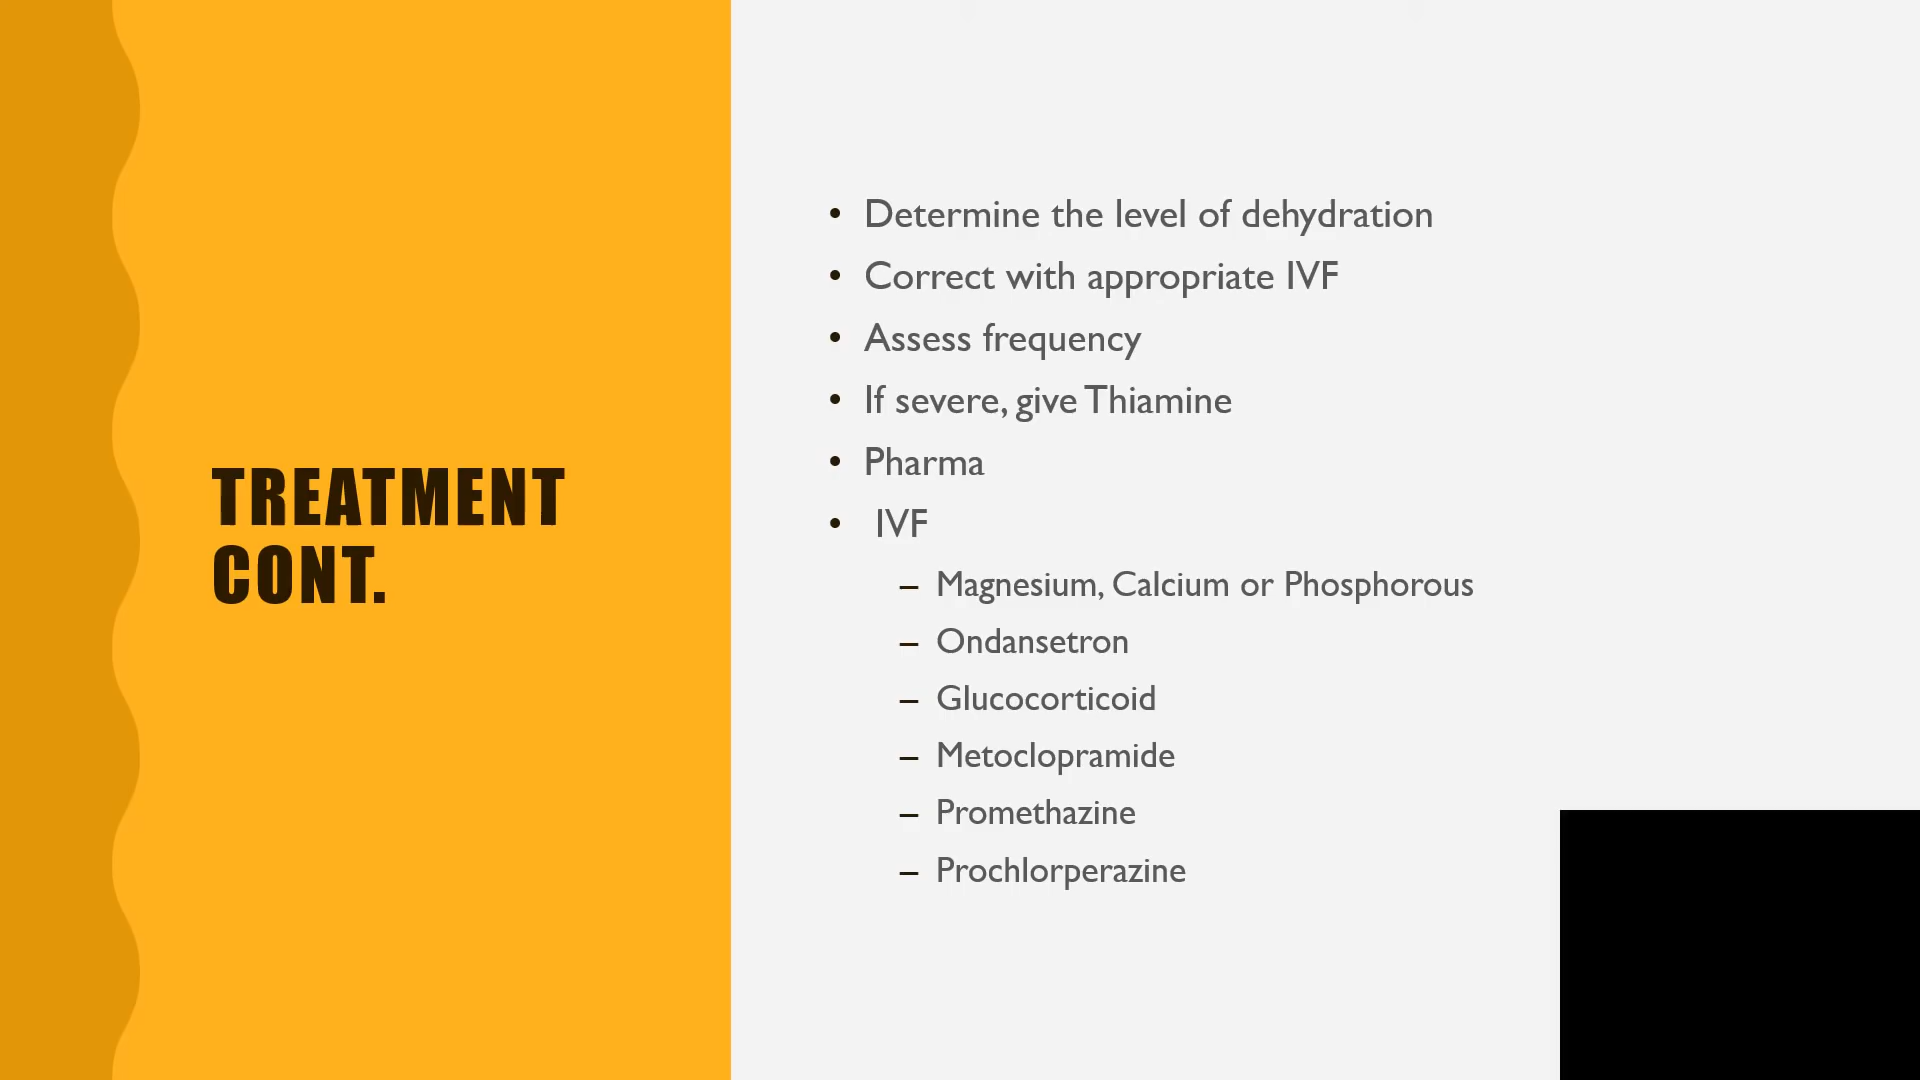 TREATMENT
CONT.
• Determine the level of dehydration
• Correct with appropriate IVF
• Assess frequency
• If severe, give Thiamine
• Pharma
• IVF
– Magnesium, Calcium or Phosphorous
– Ondansetron
– Glucocorticoid
– Metoclopramide
– Promethazine
– Prochlorperazine